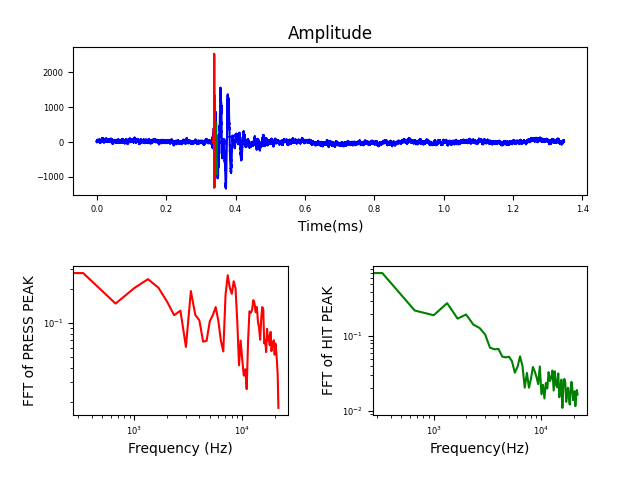 Amplitude
2000
1000
0
−1000
0.0 0.2 0.4 0.6 0.8 1.0 1.2 1.4
Time(ms)
FFT of PRESS PEAK
10⁻¹
10³ 10⁴
Frequency (Hz)
FFT of HIT PEAK
10⁻¹
10⁻²
10³ 10⁴
Frequency(Hz)